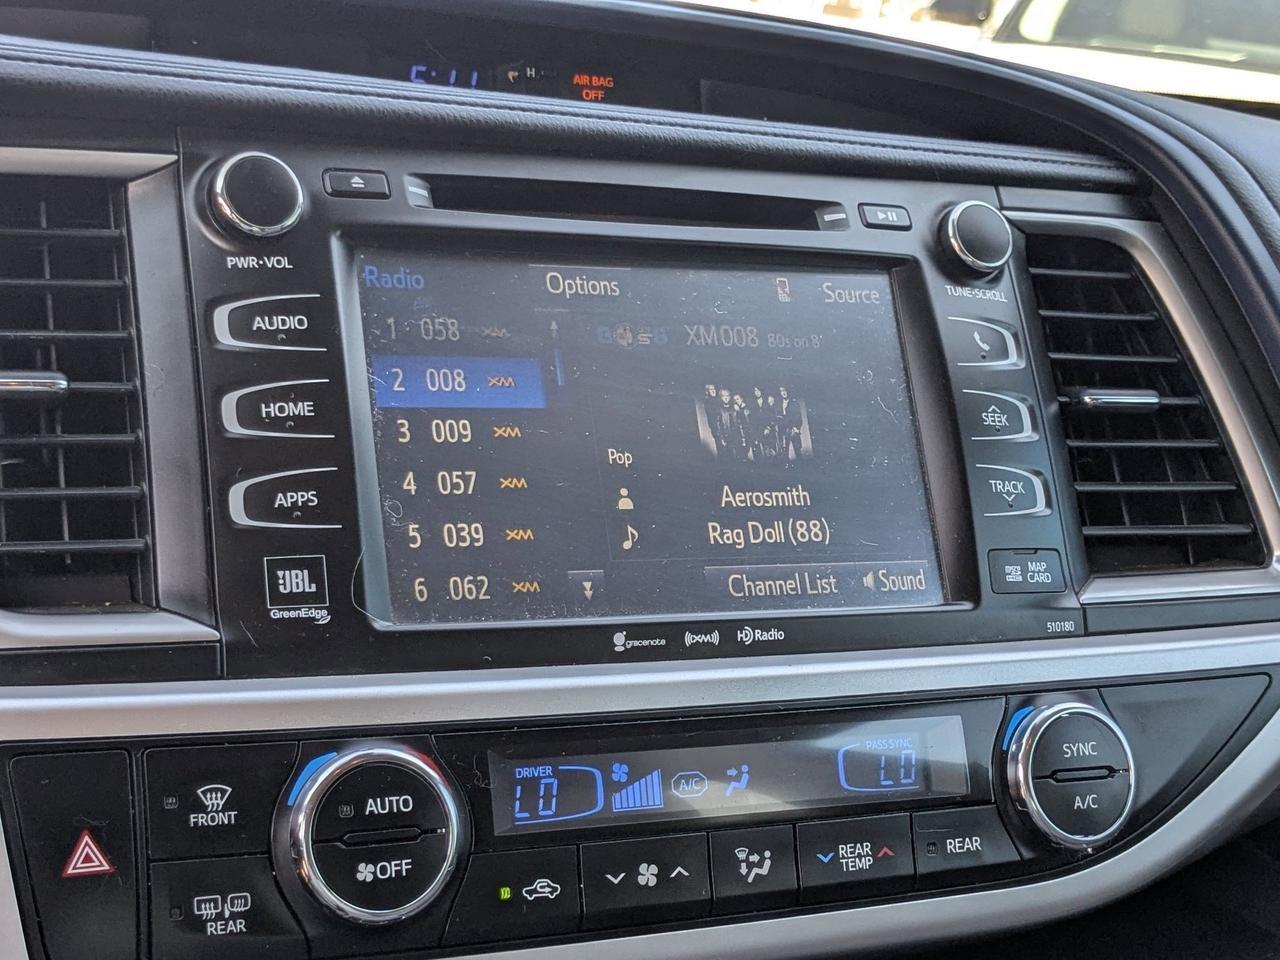 5:11
H
AIR BAG
OFF
PWR•VOL
AUDIO
HOME
APPS
JBL
GreenEdge
Radio
Options
Source
1 058 XM
2 008 XM
3 009 XM
4 057 XM
5 039 XM
6 062 XM
XM008 80s on 8
Pop
Aerosmith
Rag Doll (88)
Channel List
Sound
gracenote
((XM))
HD Radio
TUNE•SCROLL
SEEK
TRACK
MAP
CARD
510180
FRONT
REAR
AUTO
OFF
DRIVER
LO
A/C
PASS SYNC
LO
REAR
TEMP
REAR
SYNC
A/C